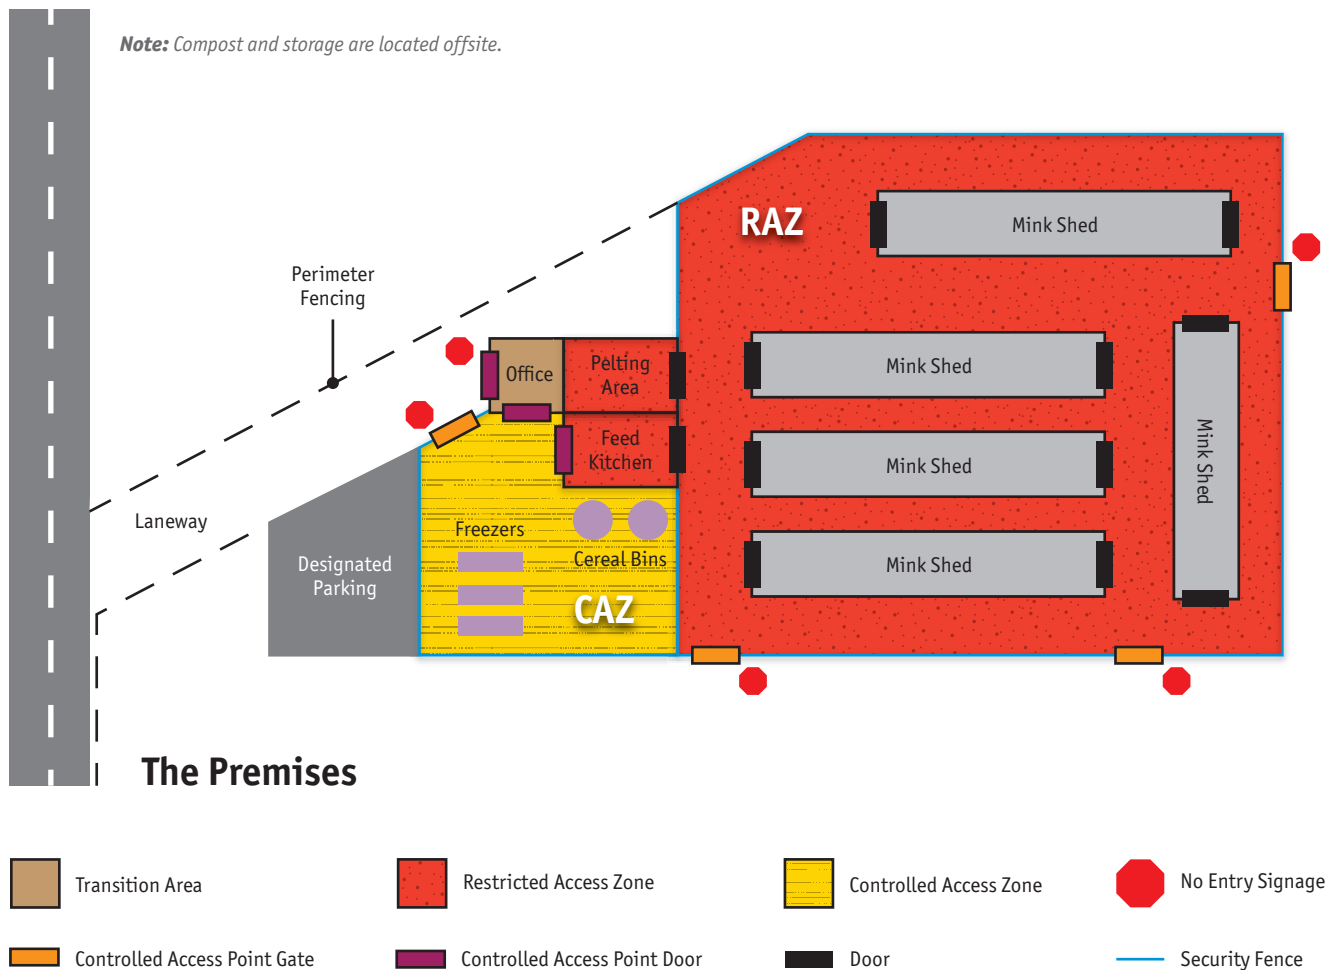 Note: Compost and storage are located offsite.
RAZ
Mink Shed
Perimeter
Fencing
Office
Pelting
Area
Mink Shed
Feed
Kitchen
Mink Shed
Mink Shed
Laneway
Freezers
Cereal Bins
Designated
Parking
Mink Shed
CAZ
The Premises
Transition Area
Restricted Access Zone
Controlled Access Zone
No Entry Signage
Controlled Access Point Gate
Controlled Access Point Door
Door
Security Fence